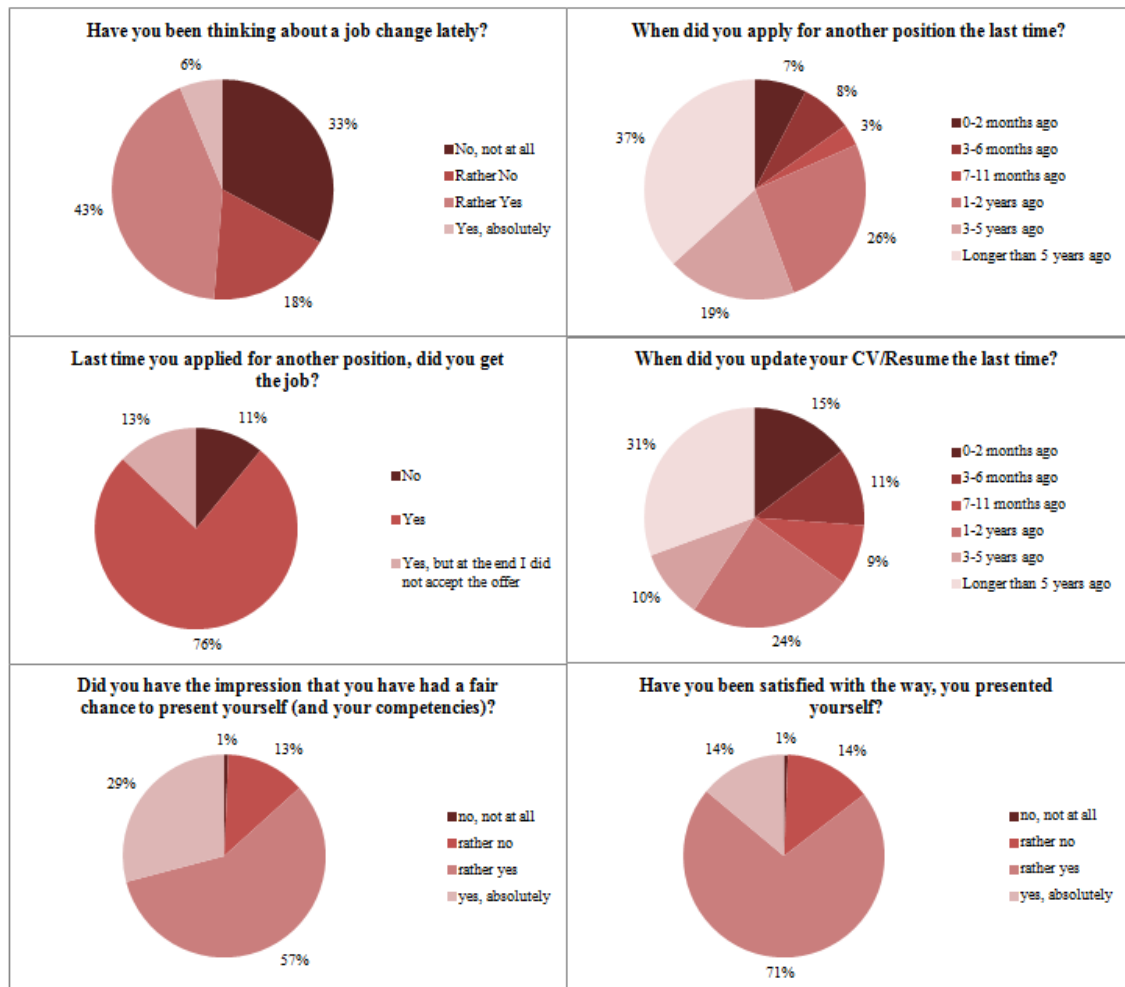 Have you been thinking about a job change lately?
6%
33%
43%
18%
No, not at all
Rather No
Rather Yes
Yes, absolutely
When did you apply for another position the last time?
7%
8%
3%
37%
26%
19%
0-2 months ago
3-6 months ago
7-11 months ago
1-2 years ago
3-5 years ago
Longer than 5 years ago
Last time you applied for another position, did you get
the job?
13%
11%
76%
No
Yes
Yes, but at the end I did
not accept the offer
When did you update your CV/Resume the last time?
15%
31%
11%
9%
10%
24%
0-2 months ago
3-6 months ago
7-11 months ago
1-2 years ago
3-5 years ago
Longer than 5 years ago
Did you have the impression that you have had a fair
chance to present yourself (and your competencies)?
1%
13%
29%
57%
no, not at all
rather no
rather yes
yes, absolutely
Have you been satisfied with the way, you presented
yourself?
1%
14%
14%
71%
no, not at all
rather no
rather yes
yes, absolutely